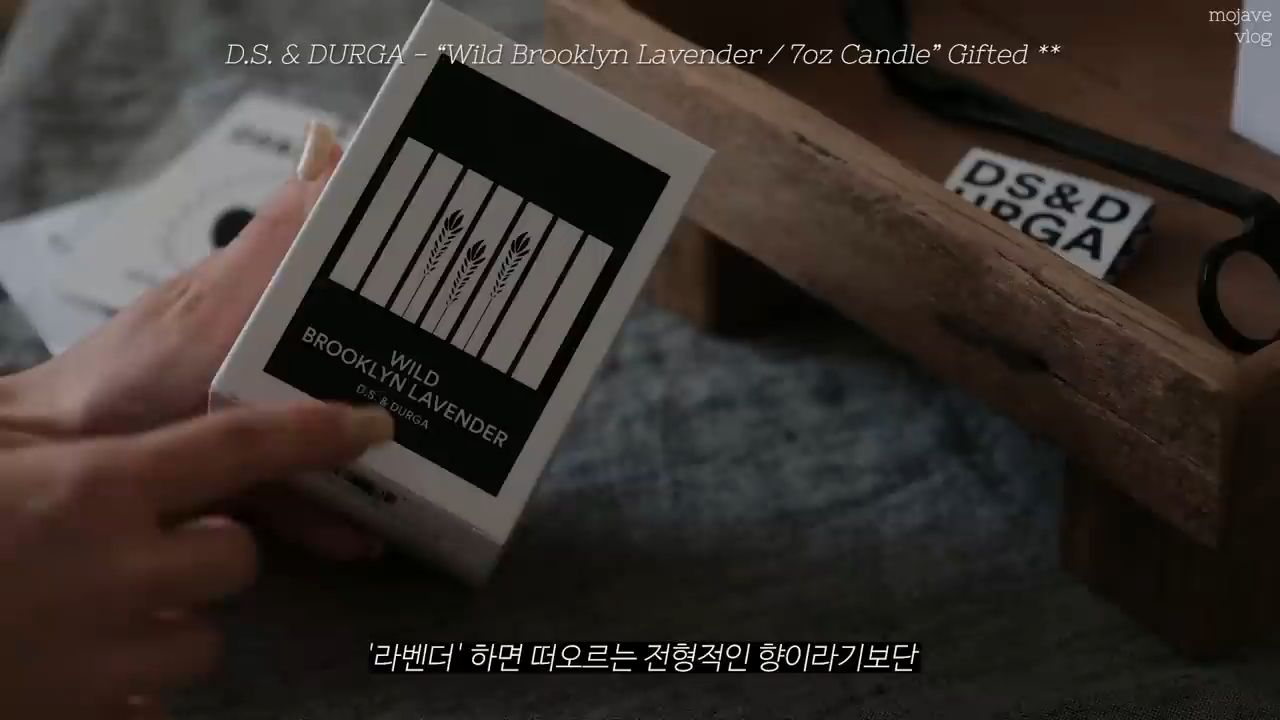 mojave
vlog
D.S. & DURGA - “Wild Brooklyn Lavender / 7oz Candle” Gifted **
DS&D
URGA
WILD
BROOKLYN LAVENDER
D.S. & DURGA
'라벤더' 하면 떠오르는 전형적인 향이라기보단